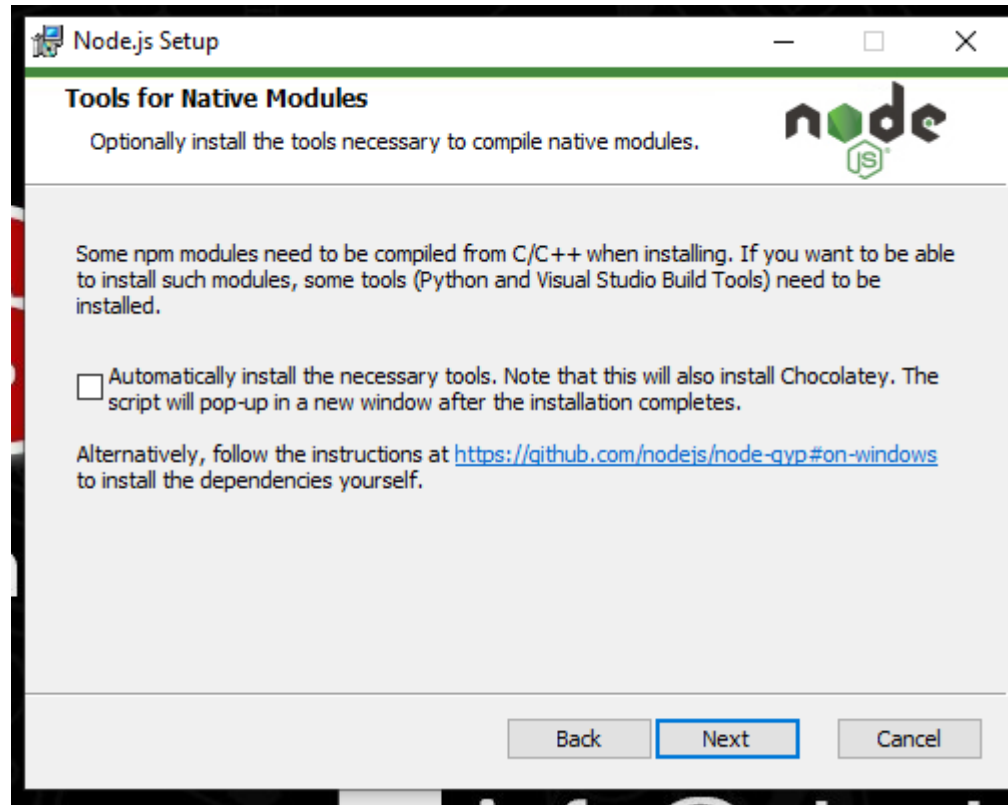 Node.js Setup
Tools for Native Modules
Optionally install the tools necessary to compile native modules.
node
JS
Some npm modules need to be compiled from C/C++ when installing. If you want to be able
to install such modules, some tools (Python and Visual Studio Build Tools) need to be
installed.
Automatically install the necessary tools. Note that this will also install Chocolatey. The
script will pop-up in a new window after the installation completes.
Alternatively, follow the instructions at https://github.com/nodejs/node-gyp#on-windows
to install the dependencies yourself.
Back
Next
Cancel